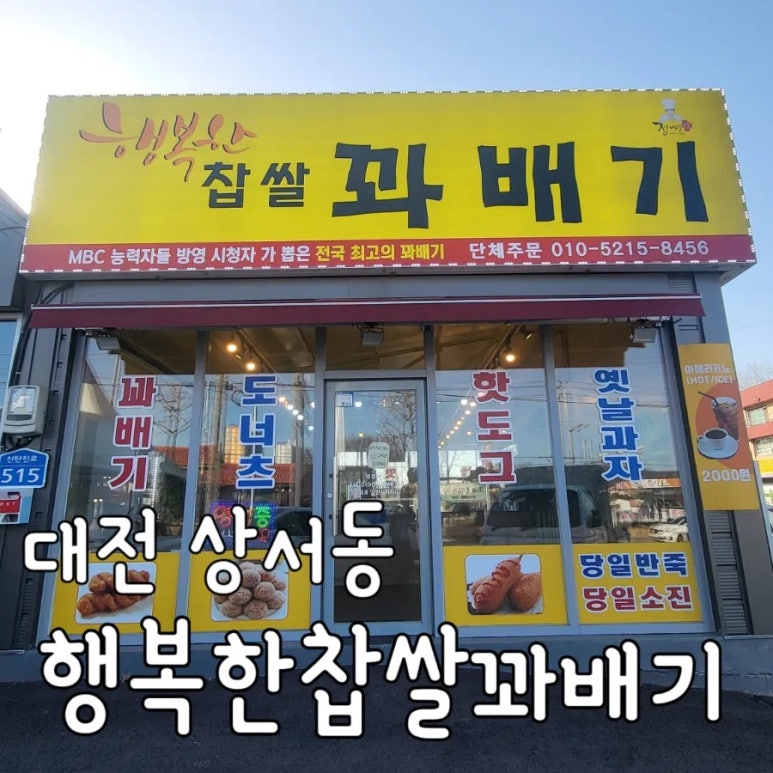 행복한
찹쌀 꽈배기
MBC 능력자들 방영 시청자 가 뽑은 전국 최고의 꽈배기 단체주문 010-5215-8456
꽈배기
도너츠
핫도그
옛날과자
아메리카노
(HOT/ICE)
2000원
신탄진로
515
당일반죽
당일소진
대전 상서동
행복한찹쌀꽈배기